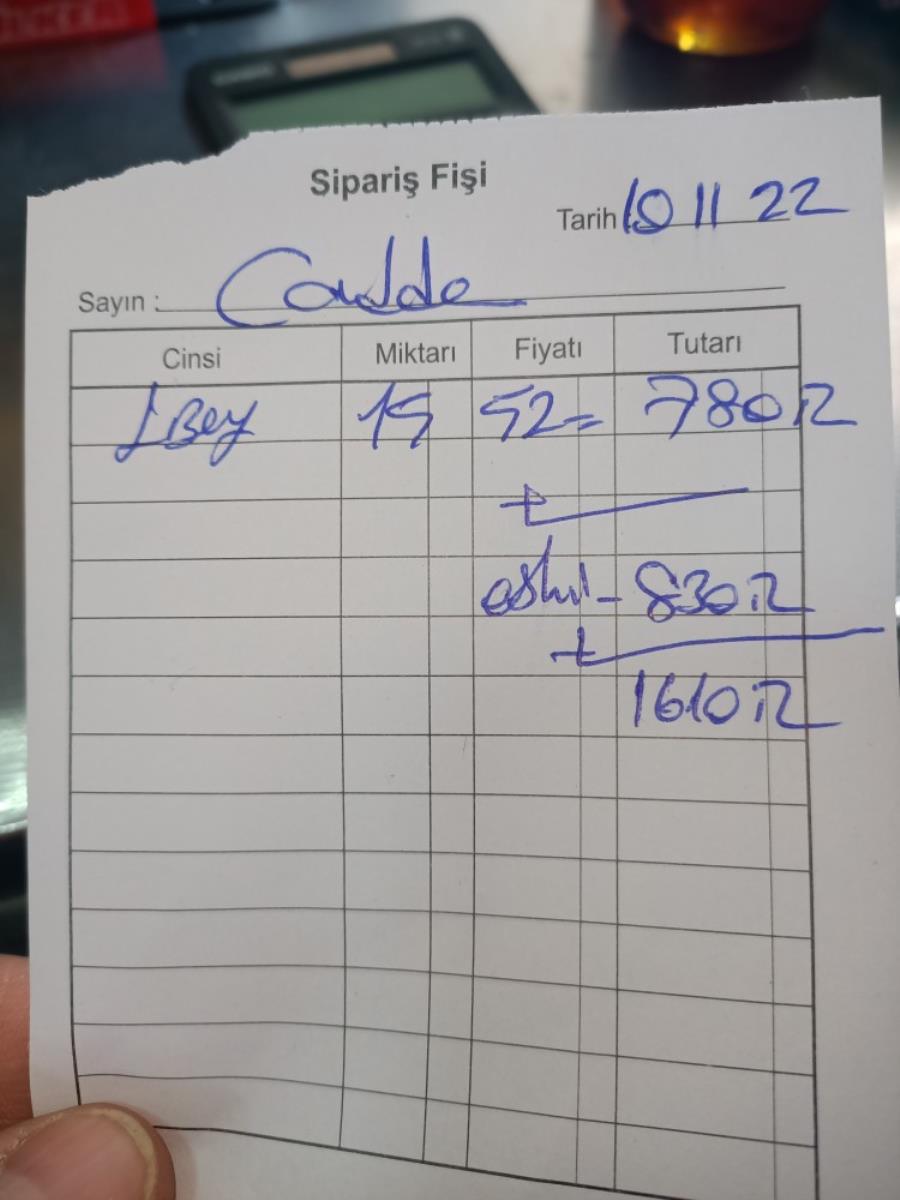 Sipariş Fişi
Tarih 10 11 22
Sayın : Cadde
Cinsi Miktarı Fiyatı Tutarı
15 52= 780 TL
+
830 TL
+
1610 TL